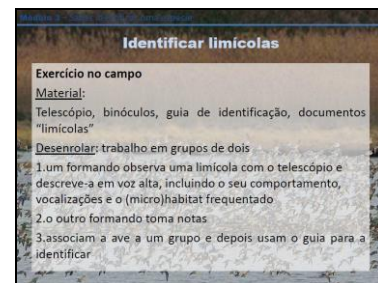 Identificar limícolas
Exercício no campo
Material:
Telescópio, binóculos, guia de identificação, documentos
“limícolas”
Desenrolar: trabalho em grupos de dois
1.um formando observa uma limícola com o telescópio e
descreve-a em voz alta, incluindo o seu comportamento,
vocalizações e o (micro)habitat frequentado
2.o outro formando toma notas
3.associam a ave a um grupo e depois usam o guia para a
identificar